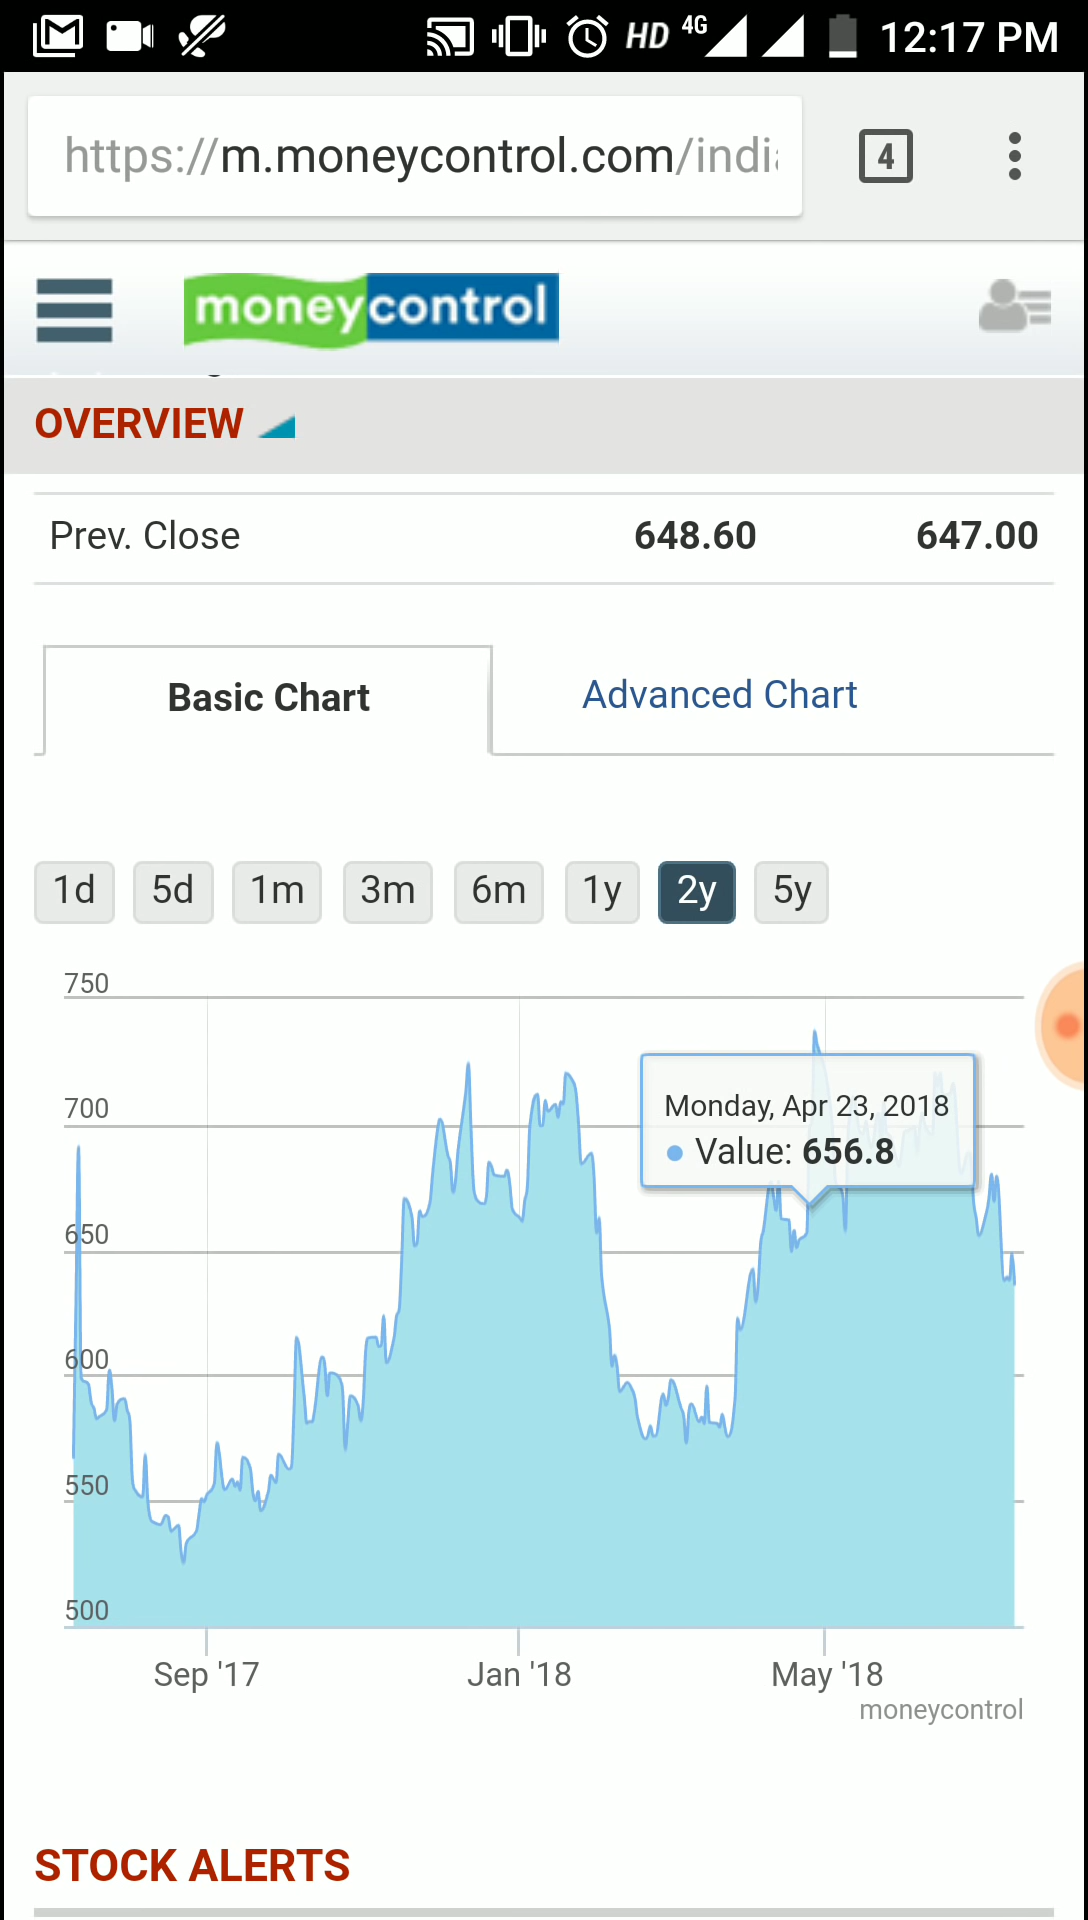 HD 4G 12:17 PM
https://m.moneycontrol.com/indi
4
moneycontrol
OVERVIEW
Prev. Close 648.60 647.00
Basic Chart Advanced Chart
1d 5d 1m 3m 6m 1y 2y 5y
750
700
Monday, Apr 23, 2018
Value: 656.8
650
600
550
500
Sep '17 Jan '18 May '18
moneycontrol
STOCK ALERTS